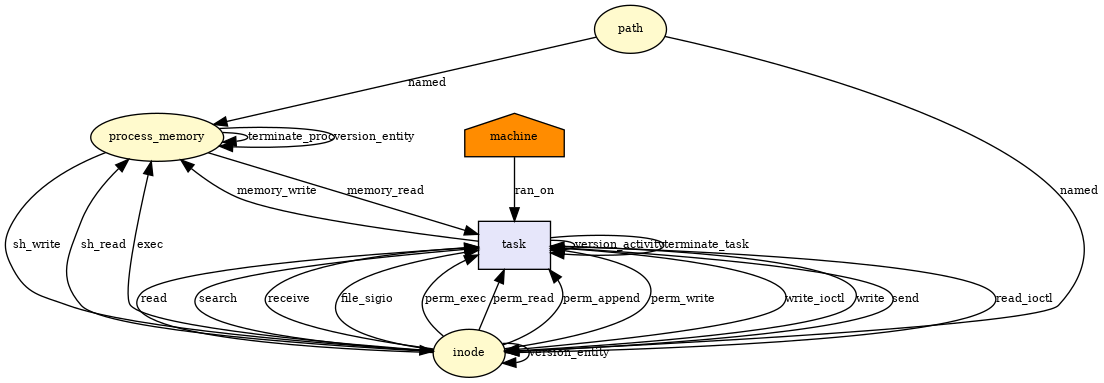 path
named
process_memory
terminate_proc
version_entity
machine
sh_write
sh_read
exec
memory_write
memory_read
ran_on
named
task
version_activity
terminate_task
read
search
receive
file_sigio
perm_exec
perm_read
perm_append
perm_write
write_ioctl
write
send
read_ioctl
inode
version_entity